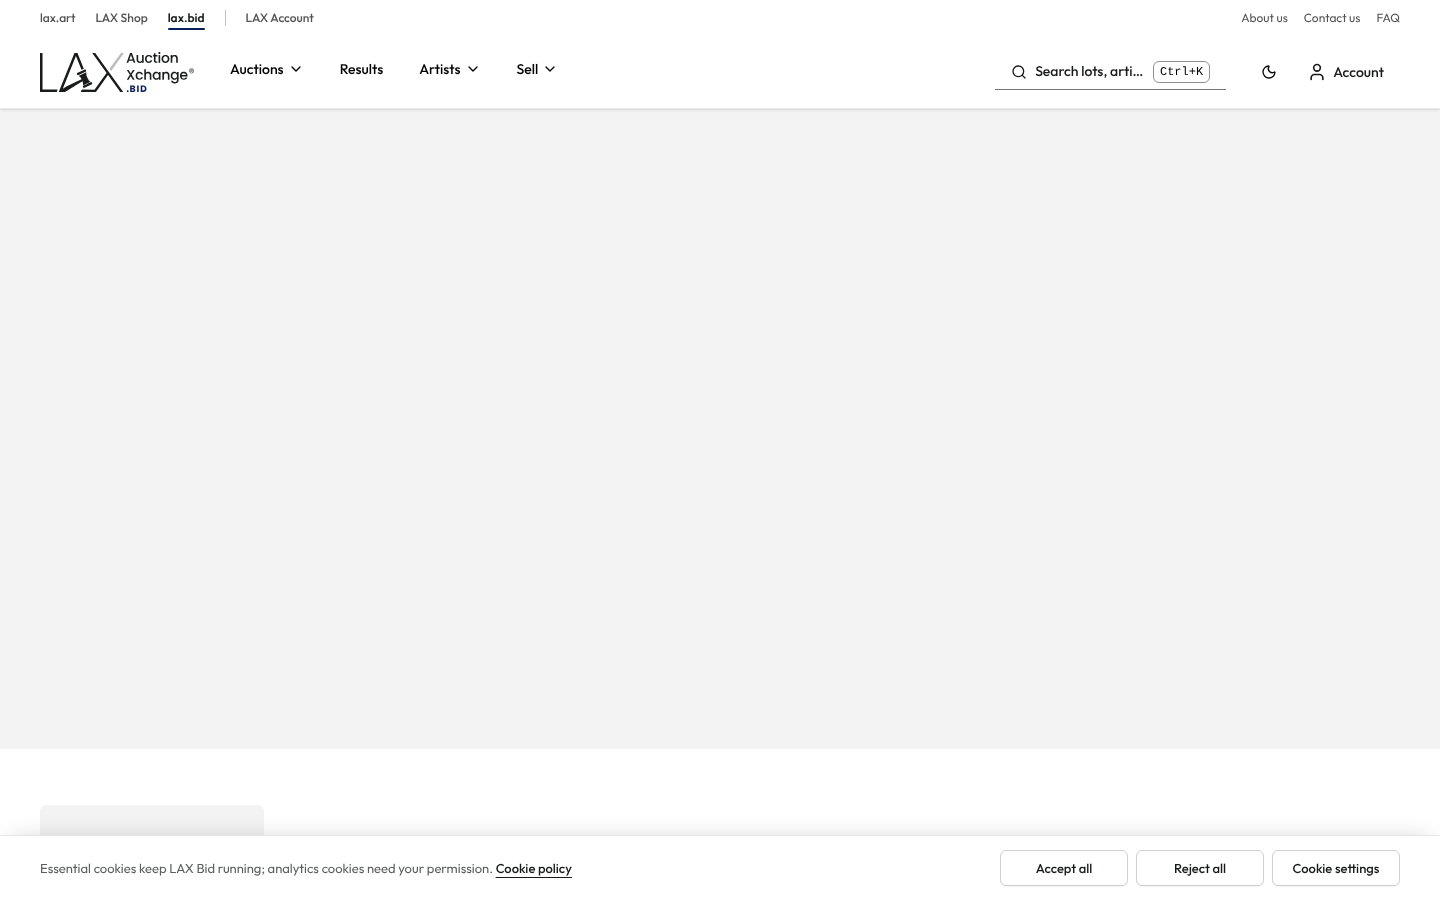 lax.art LAX Shop lax.bid LAX Account About us Contact us FAQ
LAX Auction Xchange® .BID
Auctions Results Artists Sell Search lots, arti... Ctrl+K Account
Essential cookies keep LAX Bid running; analytics cookies need your permission. Cookie policy Accept all Reject all Cookie settings